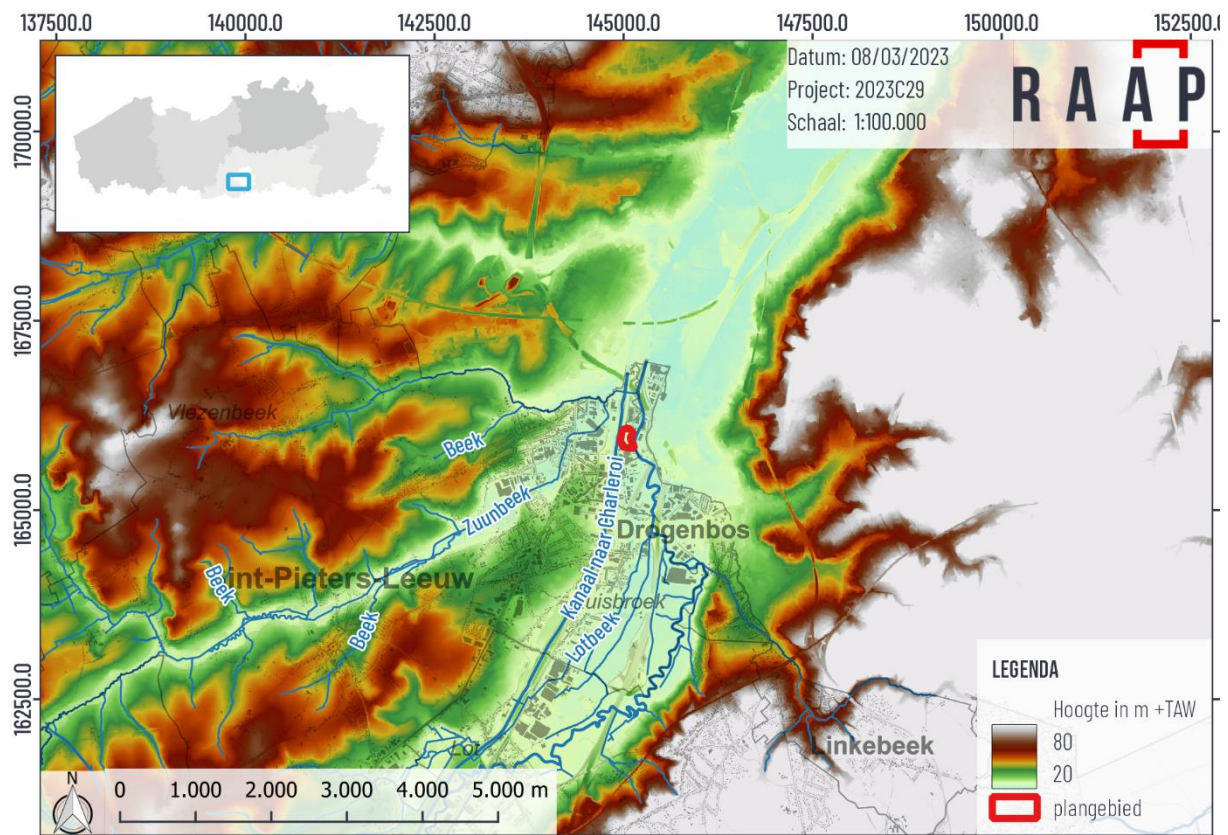 137500.0 140000.0 142500.0 145000.0 147500.0 150000.0 152500.0
170000.0
167500.0
165000.0
162500.0
Datum: 08/03/2023
Project: 2023C29
Schaal: 1:100.000
RAAP
Vlezenbeek
Beek
Zuunbeek
Drogenbos
Kanaal naar Charleroi
Beek
int-Pieters-Leeuw
Beek
uisbroek
Lotbeek
Lot
Linkebeek
LEGENDA
Hoogte in m +TAW
80
20
plangebied
N
0 1.000 2.000 3.000 4.000 5.000 m